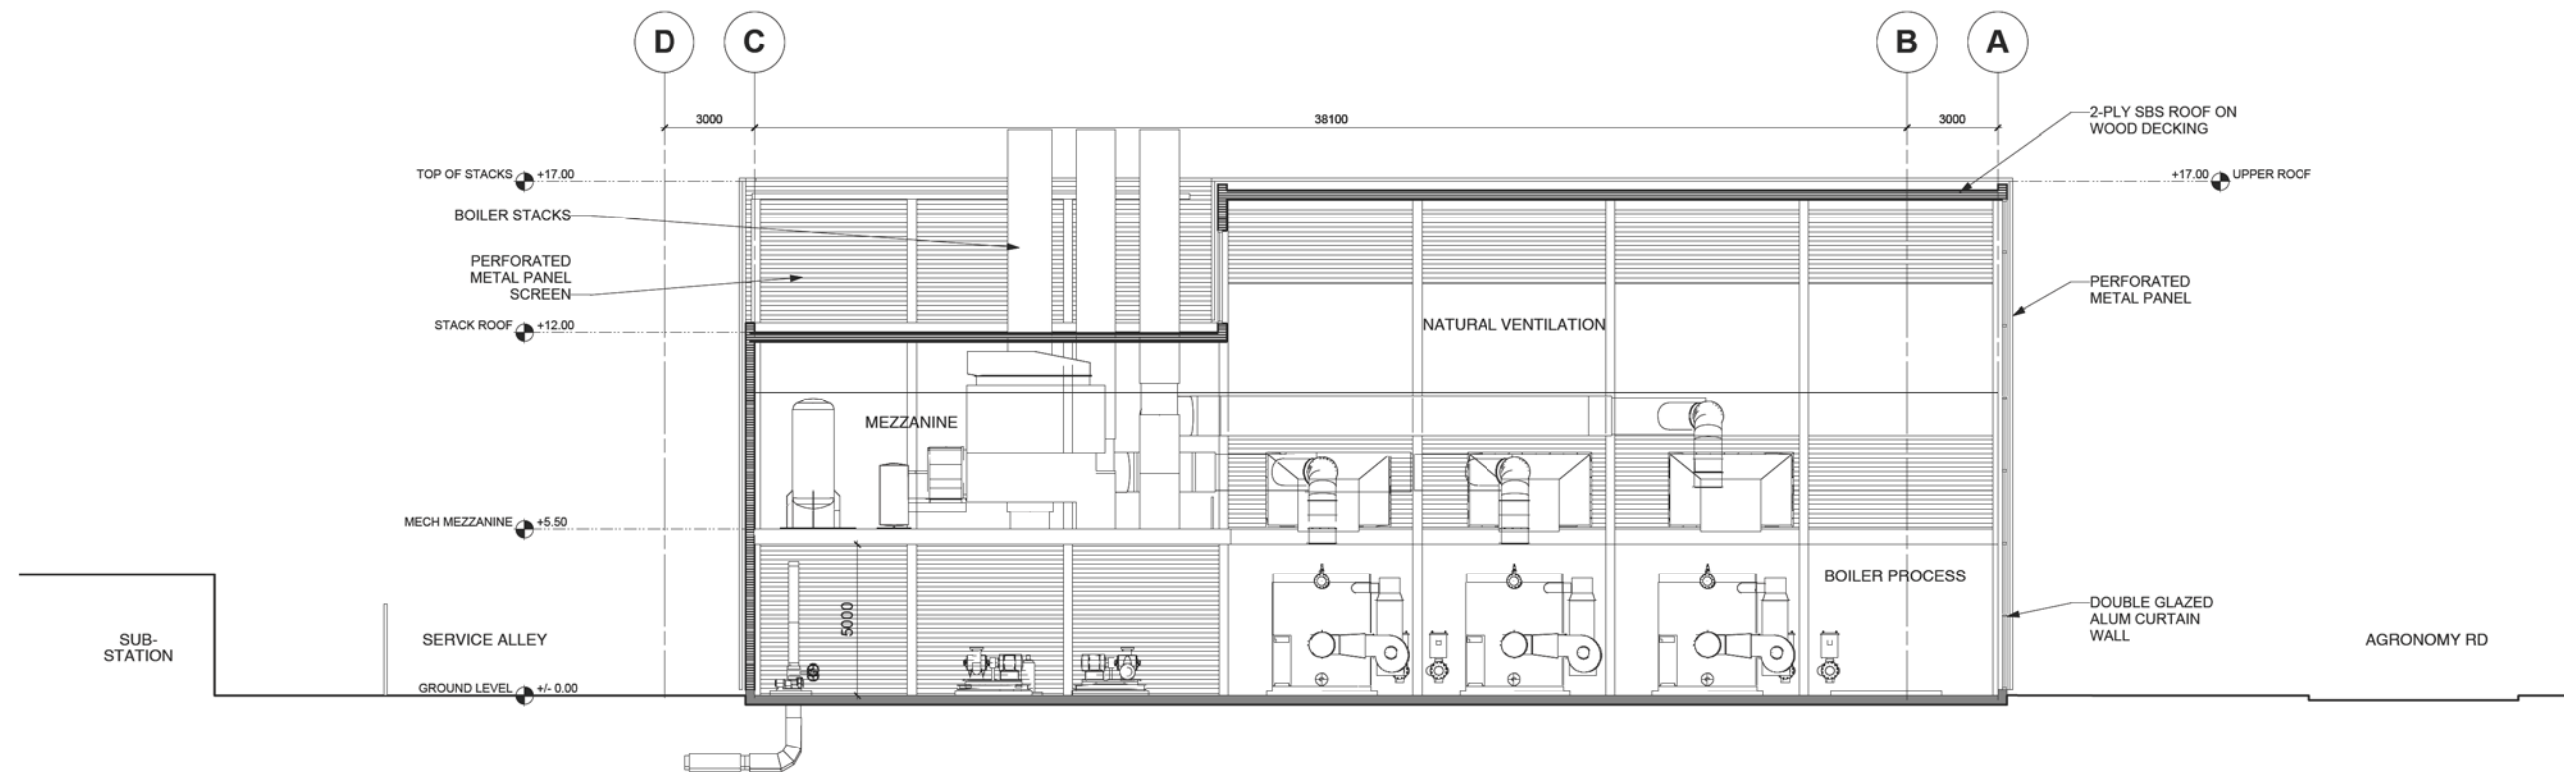 D
C
B
A
3000
38100
3000
2-PLY SBS ROOF ON
WOOD DECKING
TOP OF STACKS
+17.00
+17.00
UPPER ROOF
BOILER STACKS
PERFORATED
METAL PANEL
SCREEN
PERFORATED
METAL PANEL
STACK ROOF
+12.00
NATURAL VENTILATION
MEZZANINE
MECH MEZZANINE
+5.50
BOILER PROCESS
5000
DOUBLE GLAZED
ALUM CURTAIN
WALL
SUB-
STATION
SERVICE ALLEY
AGRONOMY RD
GROUND LEVEL
+/- 0.00